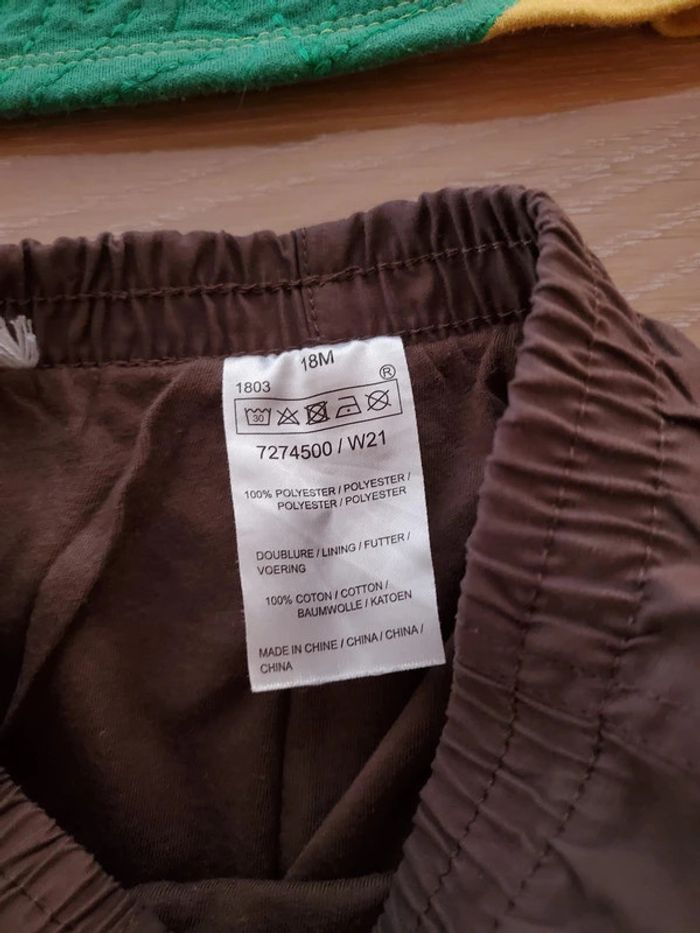 18M
1803
®
30
7274500 / W21
100% POLYESTER / POLYESTER /
POLYESTER / POLYESTER
DOUBLURE / LINING / FUTTER /
VOERING
100% COTON / COTTON /
BAUMWOLLE / KATOEN
MADE IN CHINE / CHINA / CHINA /
CHINA